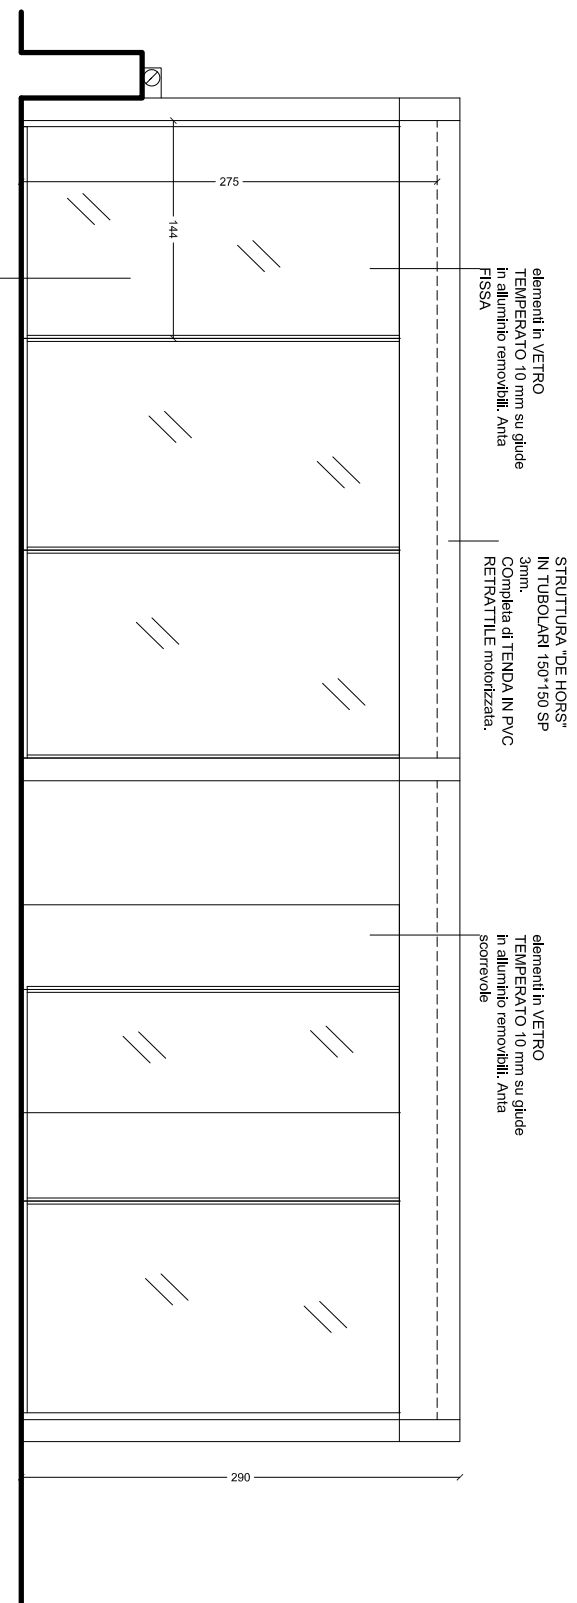 elementi in VETRO
TEMPERATO 10 mm su giude
in alluminio removibili. Anta
FISSA
STRUTTURA "DE HORS"
IN TUBOLARI 150*150 SP
3mm.
COmpleta di TENDA IN PVC
RETRATTILE motorizzata.
elementi in VETRO
TEMPERATO 10 mm su giude
in alluminio removibili. Anta
scorrevole
275
144
290